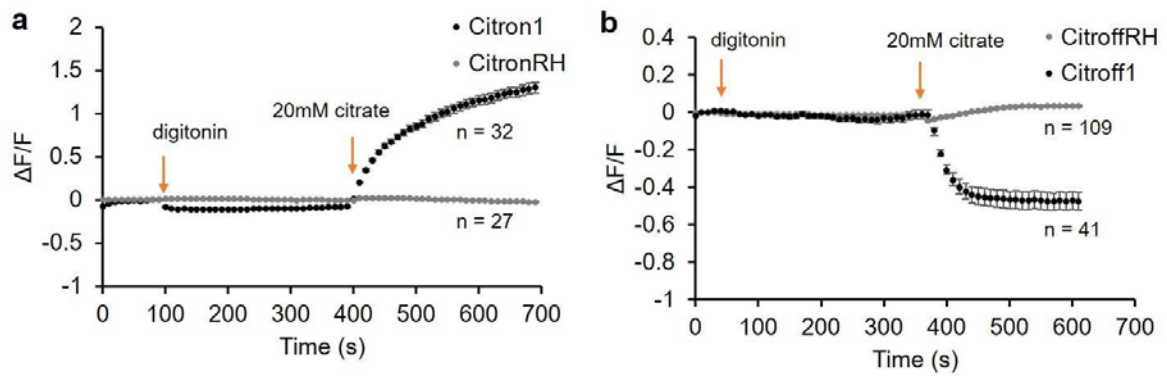 a
2
1.5
1
0.5
0
-0.5
-1
ΔF/F
0 100 200 300 400 500 600 700
Time (s)
digitonin
20mM citrate
Citron1
CitronRH
n = 32
n = 27
b
0.4
0.2
0
-0.2
-0.4
-0.6
-0.8
-1
ΔF/F
0 100 200 300 400 500 600 700
Time (s)
digitonin
20mM citrate
CitroffRH
Citroff1
n = 109
n = 41